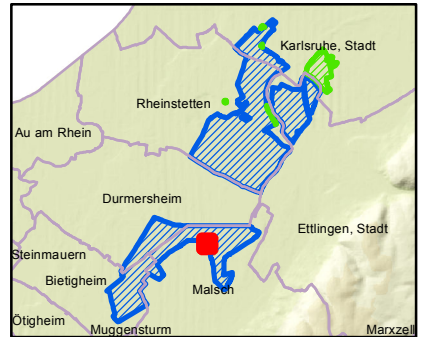 Karlsruhe, Stadt
Rheinstetten
Au am Rhein
Durmersheim
Ettlingen, Stadt
Steinmauern
Bietigheim
Malsch
Ötigheim
Muggensturm
Marxzell